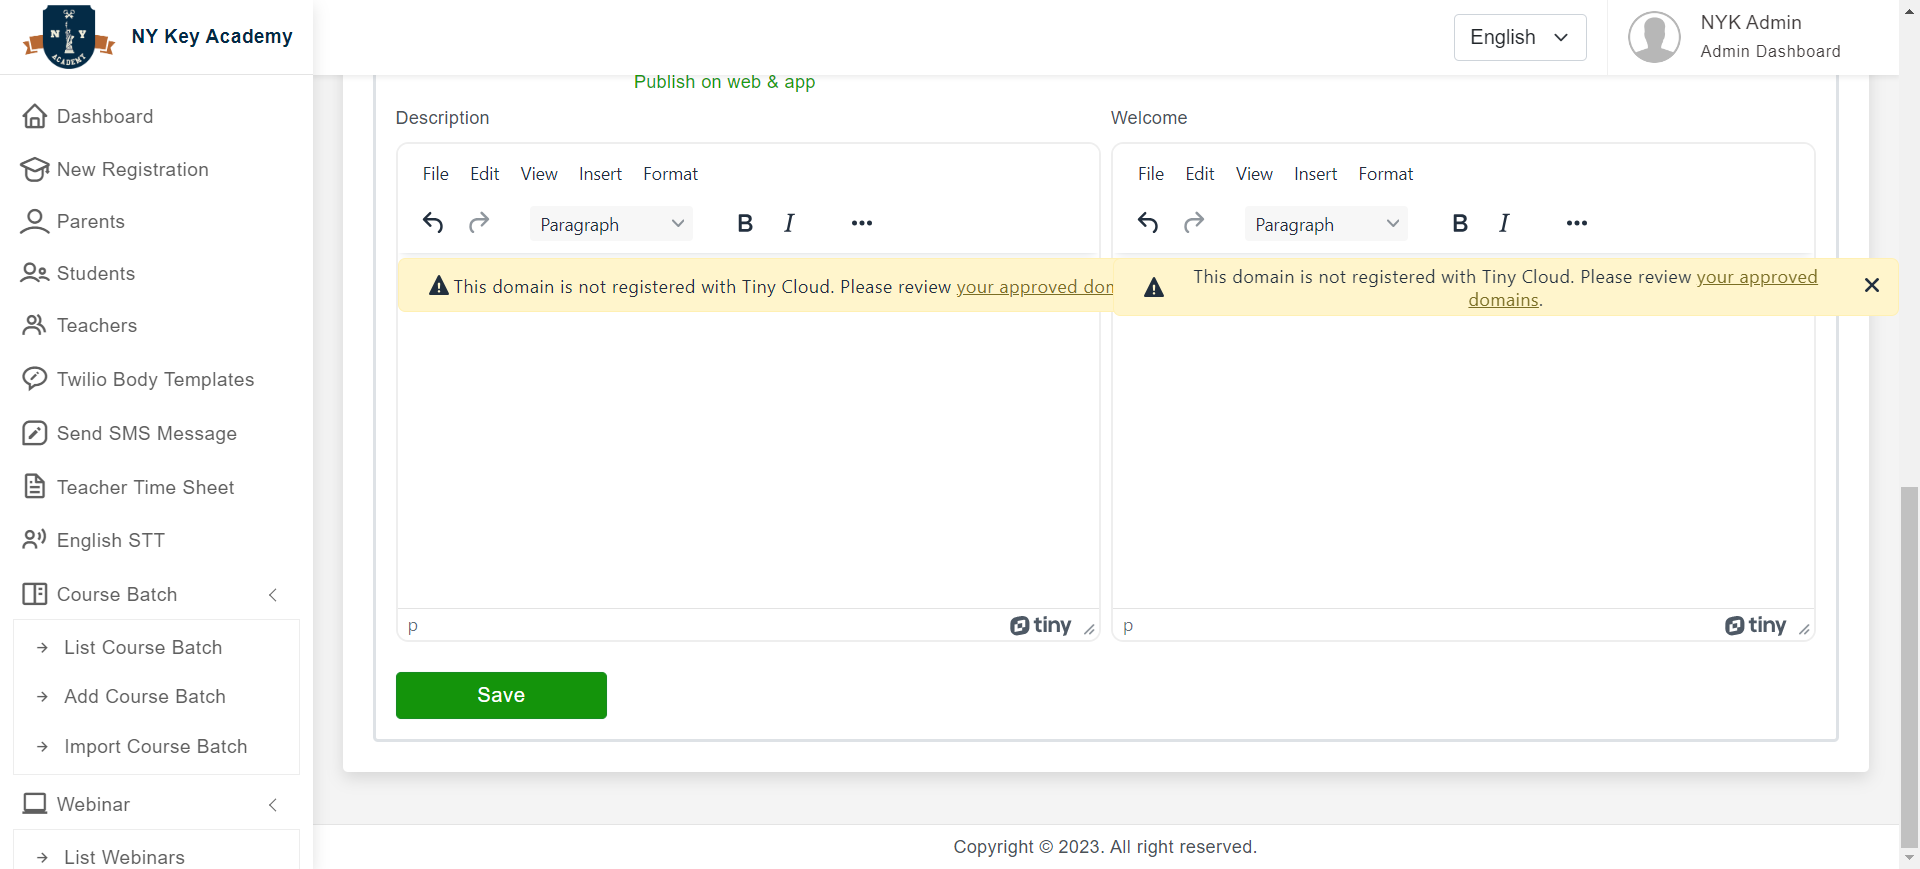 N Y
ACADEMY
NY Key Academy
English
NYK Admin
Admin Dashboard
Dashboard
New Registration
Parents
Students
Teachers
Twilio Body Templates
Send SMS Message
Teacher Time Sheet
English STT
Course Batch
List Course Batch
Add Course Batch
Import Course Batch
Webinar
List Webinars
Publish on web & app
Description
File Edit View Insert Format
Paragraph B I
This domain is not registered with Tiny Cloud. Please review your approved dom
p tiny
Welcome
File Edit View Insert Format
Paragraph B I
This domain is not registered with Tiny Cloud. Please review your approved
domains.
p tiny
Save
Copyright © 2023. All right reserved.